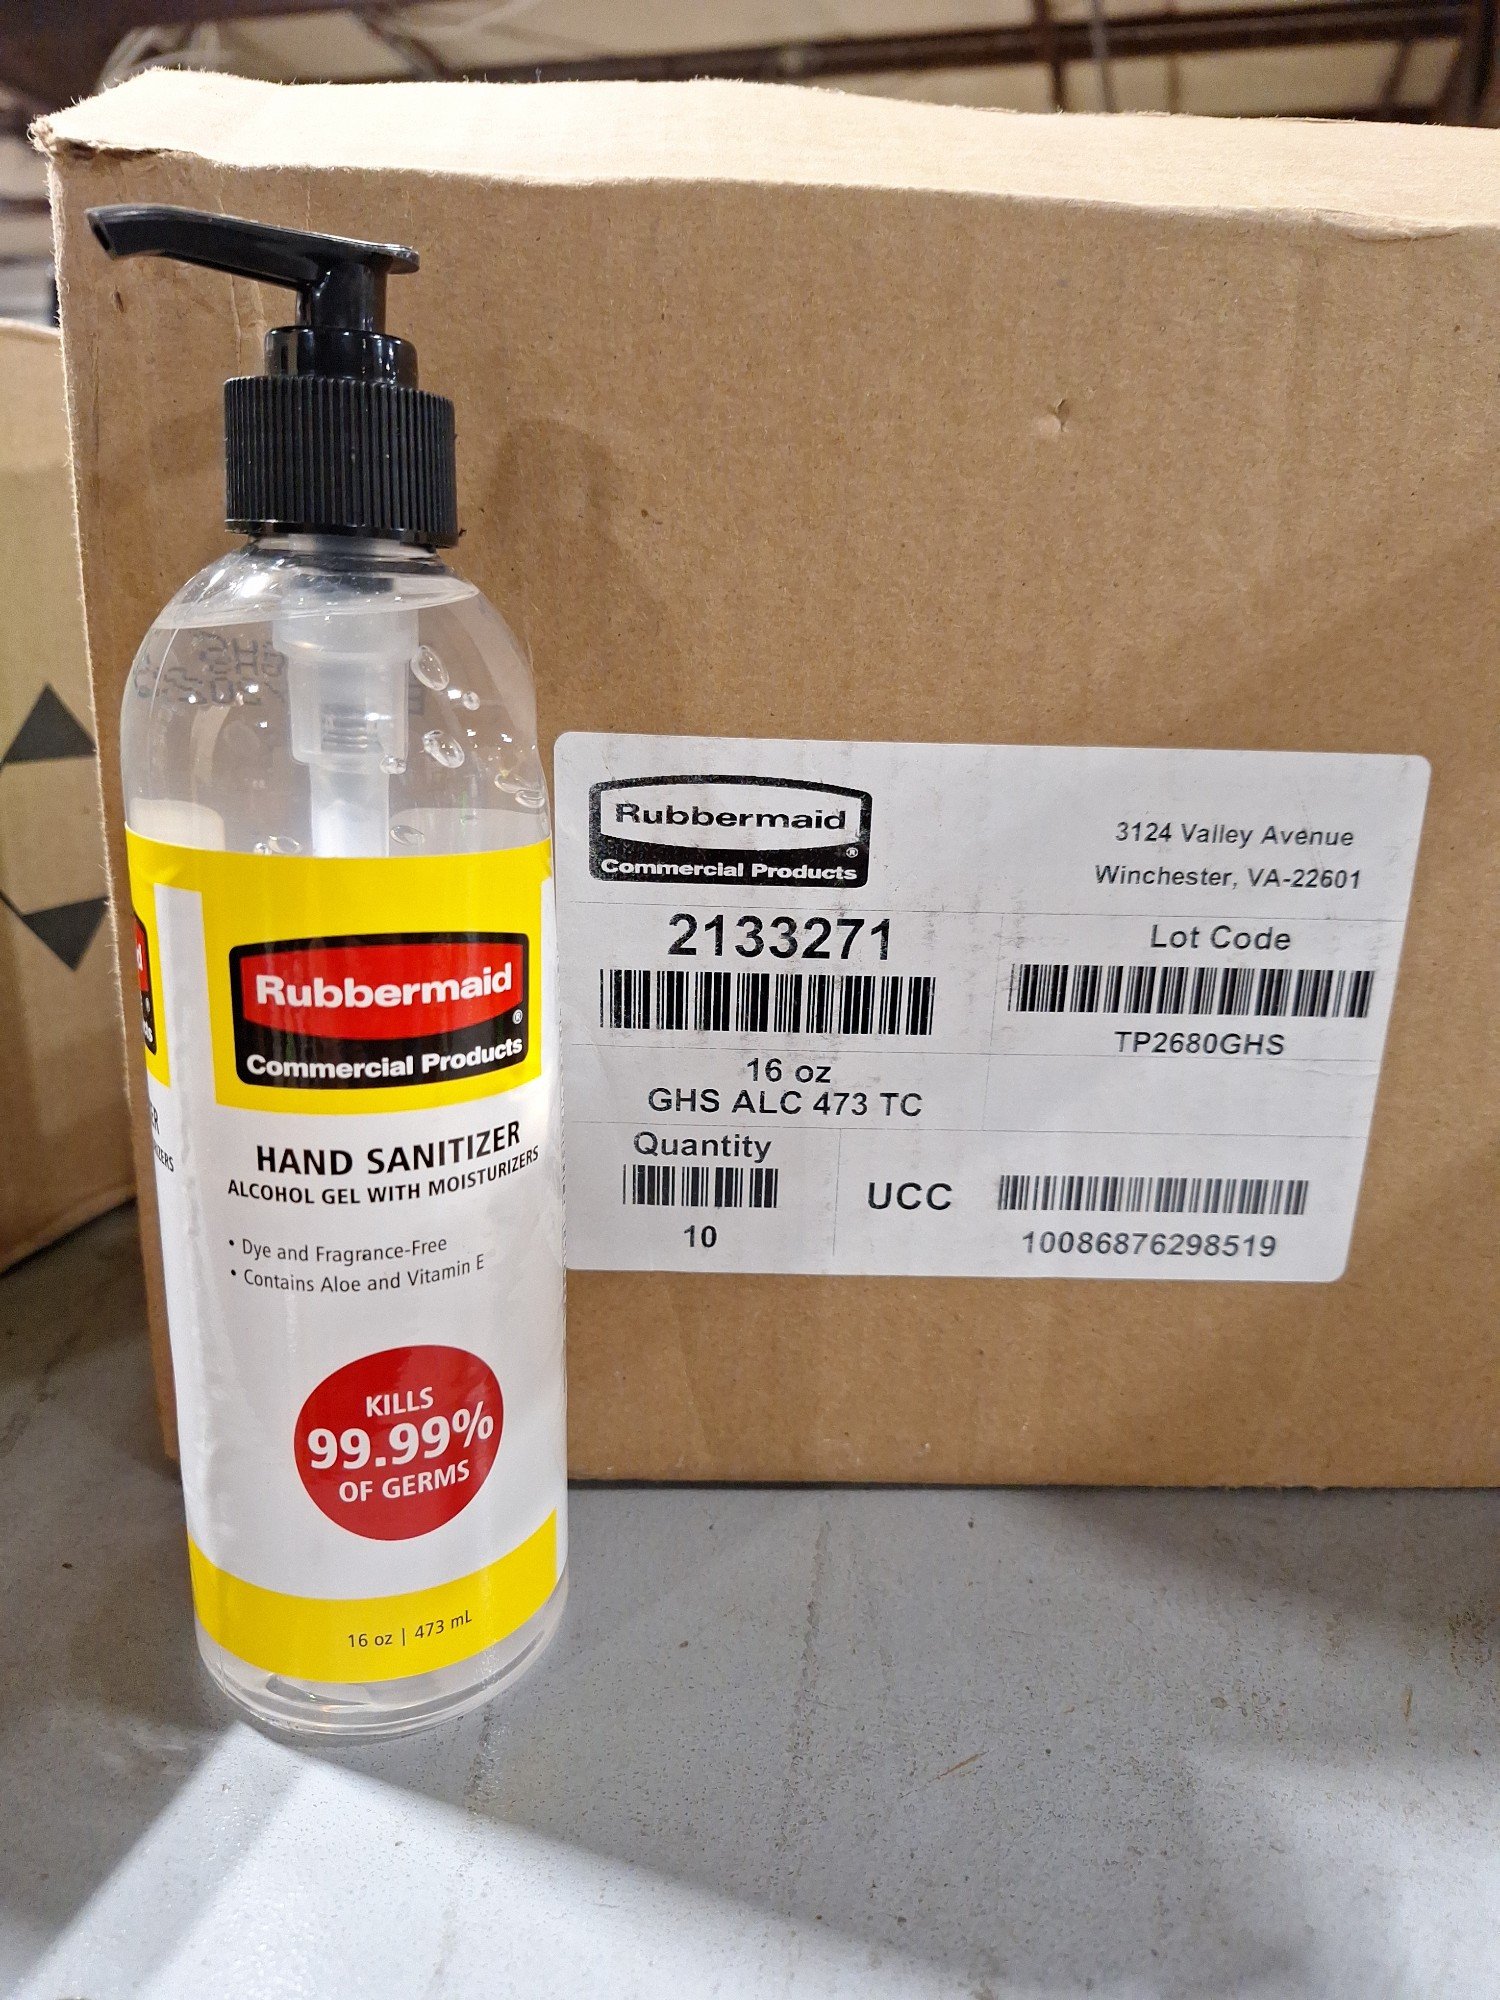 Rubbermaid
®
Commercial Products
HAND SANITIZER
ALCOHOL GEL WITH MOISTURIZERS
• Dye and Fragrance-Free
• Contains Aloe and Vitamin E
KILLS
99.99%
OF GERMS
16 oz | 473 mL
Rubbermaid
®
Commercial Products
3124 Valley Avenue
Winchester, VA-22601
2133271
Lot Code
TP2680GHS
16 oz
GHS ALC 473 TC
Quantity
10
UCC
10086876298519